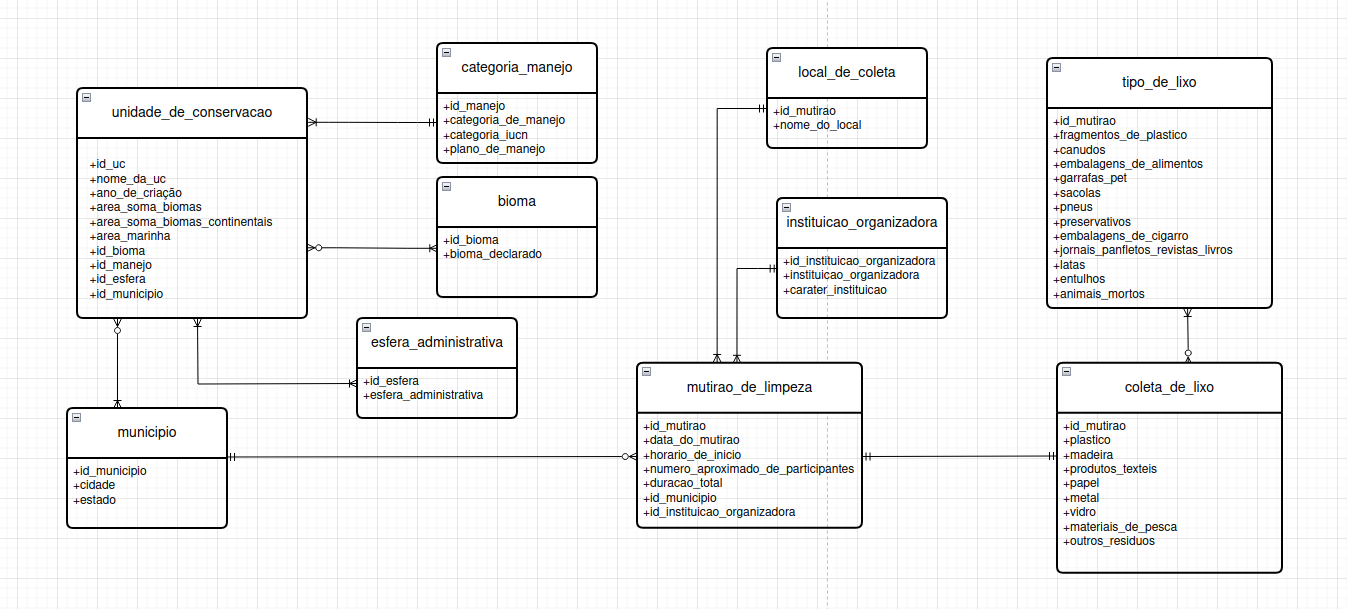 categoria_manejo
+id_manejo
+categoria_de_manejo
+categoria_iucn
+plano_de_manejo
local_de_coleta
+id_mutirao
+nome_do_local
tipo_de_lixo
+id_mutirao
+fragmentos_de_plastico
+canudos
+embalagens_de_alimentos
+garrafas_pet
+sacolas
+pneus
+preservativos
+embalagens_de_cigarro
+jornais_panfletos_revistas_livros
+latas
+entulhos
+animais_mortos
unidade_de_conservacao
+id_uc
+nome_da_uc
+ano_de_criação
+area_soma_biomas
+area_soma_biomas_continentais
+area_marinha
+id_bioma
+id_manejo
+id_esfera
+id_municipio
bioma
+id_bioma
+bioma_declarado
instituicao_organizadora
+id_instituicao_organizadora
+instituicao_organizadora
+carater_instituicao
esfera_administrativa
+id_esfera
+esfera_administrativa
municipio
+id_municipio
+cidade
+estado
mutirao_de_limpeza
+id_mutirao
+data_do_mutirao
+horario_de_inicio
+numero_aproximado_de_participantes
+duracao_total
+id_municipio
+id_instituicao_organizadora
coleta_de_lixo
+id_mutirao
+plastico
+madeira
+produtos_texteis
+papel
+metal
+vidro
+materiais_de_pesca
+outros_residuos